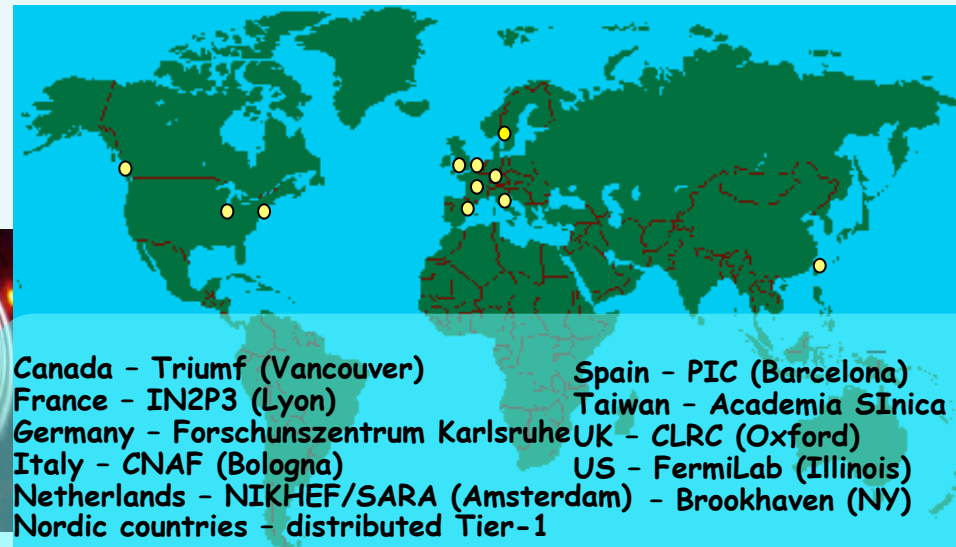 Canada – Triumf (Vancouver)
France – IN2P3 (Lyon)
Germany – Forschunszentrum Karlsruhe
Italy – CNAF (Bologna)
Netherlands – NIKHEF/SARA (Amsterdam)
Nordic countries – distributed Tier-1
Spain – PIC (Barcelona)
Taiwan – Academia SInica
UK – CLRC (Oxford)
US – FermiLab (Illinois)
– Brookhaven (NY)